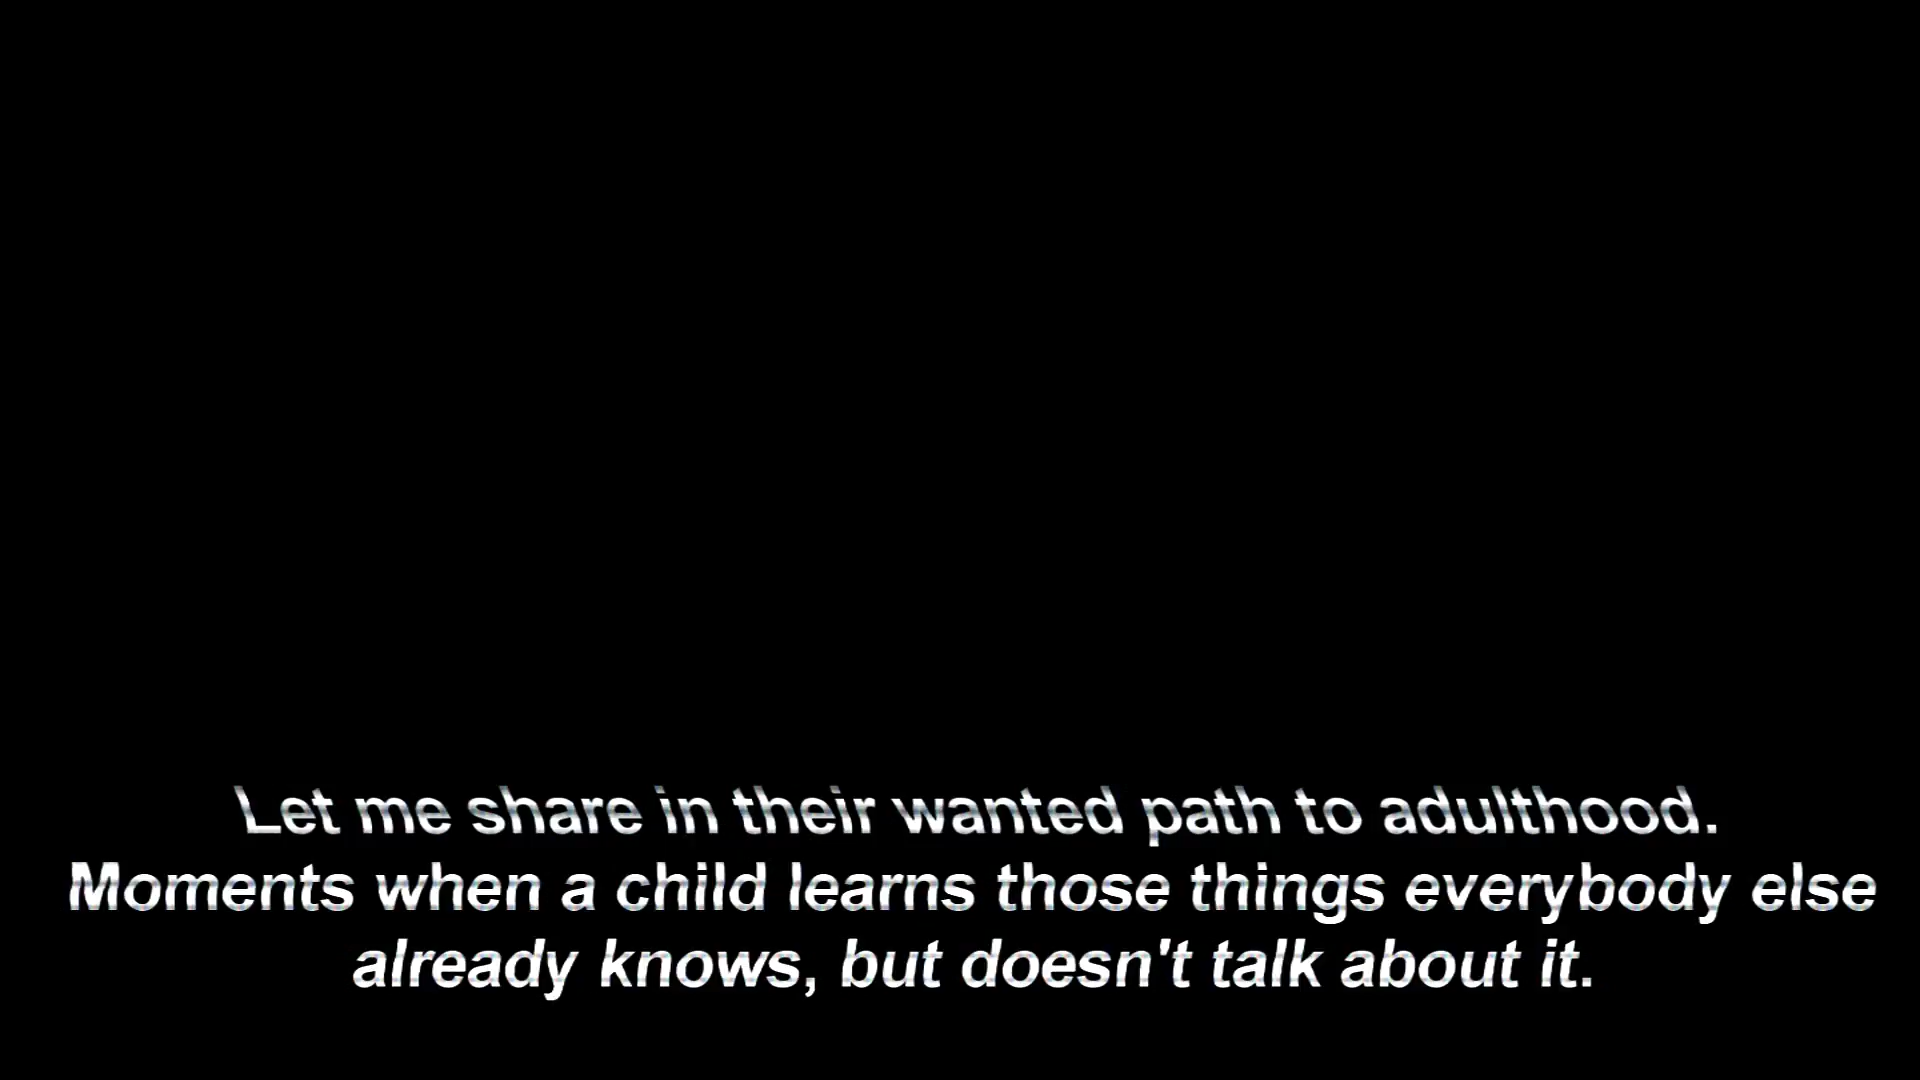 Let me share in their wanted path to adulthood.
Moments when a child learns those things everybody else
already knows, but doesn't talk about it.